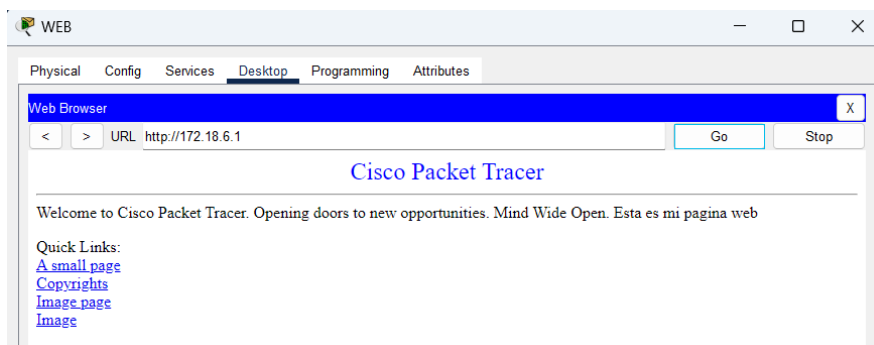 WEB
Physical Config Services Desktop Programming Attributes
Web Browser X
< > URL http://172.18.6.1 Go Stop
Cisco Packet Tracer
Welcome to Cisco Packet Tracer. Opening doors to new opportunities. Mind Wide Open. Esta es mi pagina web
Quick Links:
A small page
Copyrights
Image page
Image